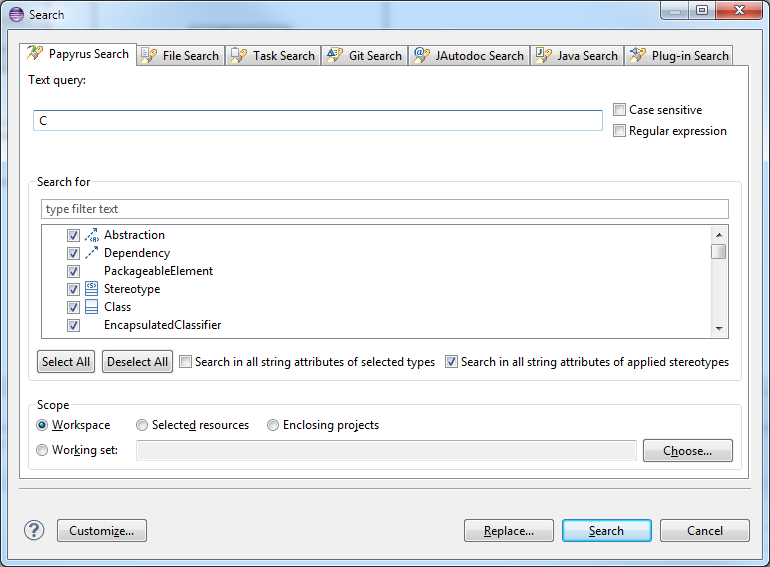 Search
Papyrus Search File Search Task Search Git Search JAutodoc Search Java Search Plug-in Search
Text query:
C
Case sensitive
Regular expression
Search for
type filter text
Abstraction
Dependency
PackageableElement
Stereotype
Class
EncapsulatedClassifier
Select All Deselect All Search in all string attributes of selected types Search in all string attributes of applied stereotypes
Scope
Workspace Selected resources Enclosing projects
Working set: Choose...
Customize... Replace... Search Cancel